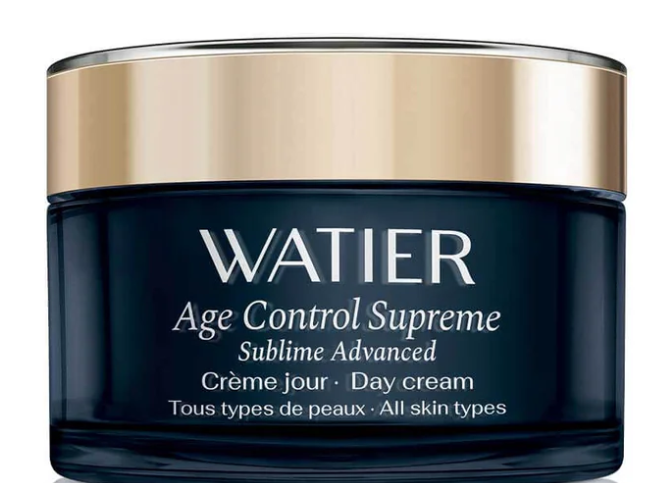 WATIER
Age Control Supreme
Sublime Advanced
Crème jour · Day cream
Tous types de peaux · All skin types